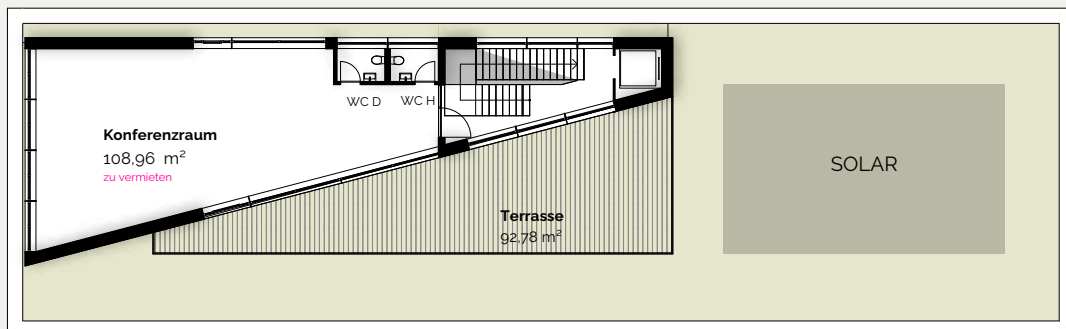 WC D
WC H
Konferenzraum
108,96 m²
zu vermieten
SOLAR
Terrasse
92,78 m²